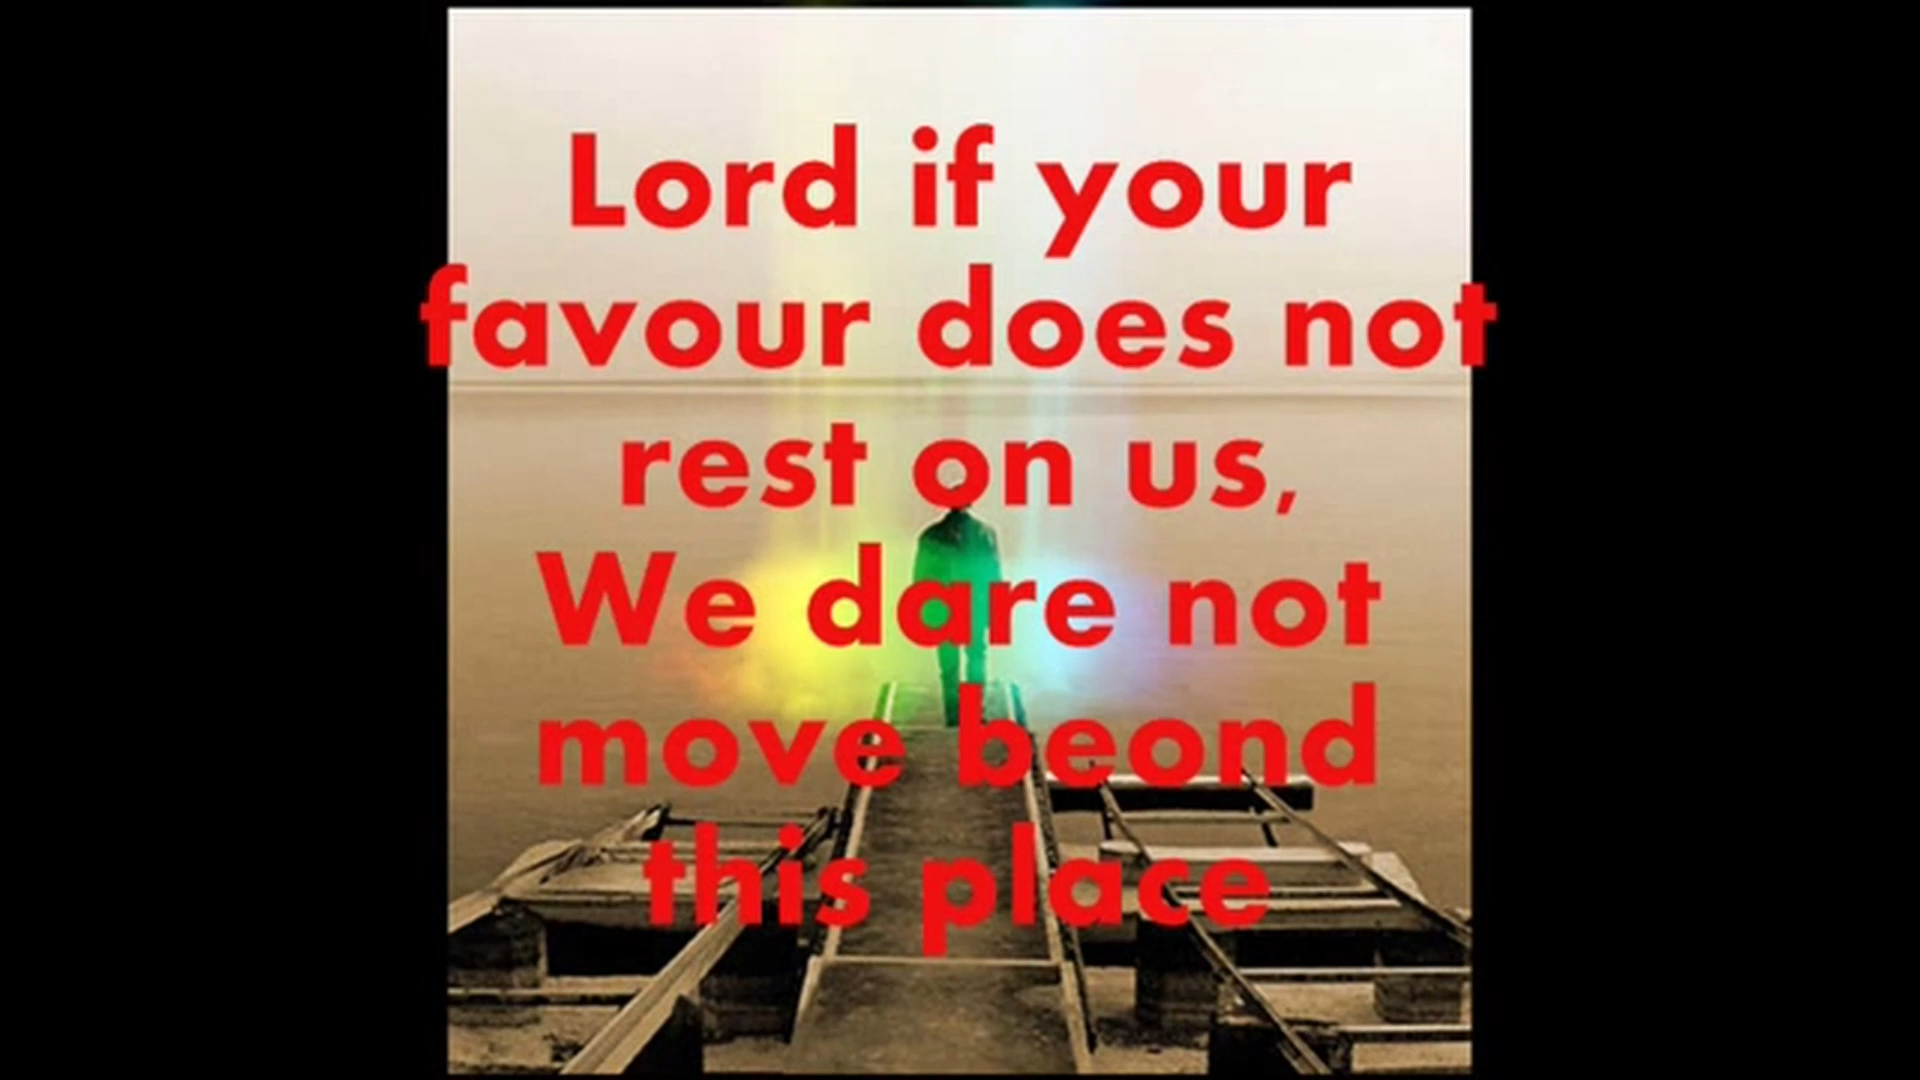 Lord if your
favour does not
rest on us,
We dare not
move beond
this place